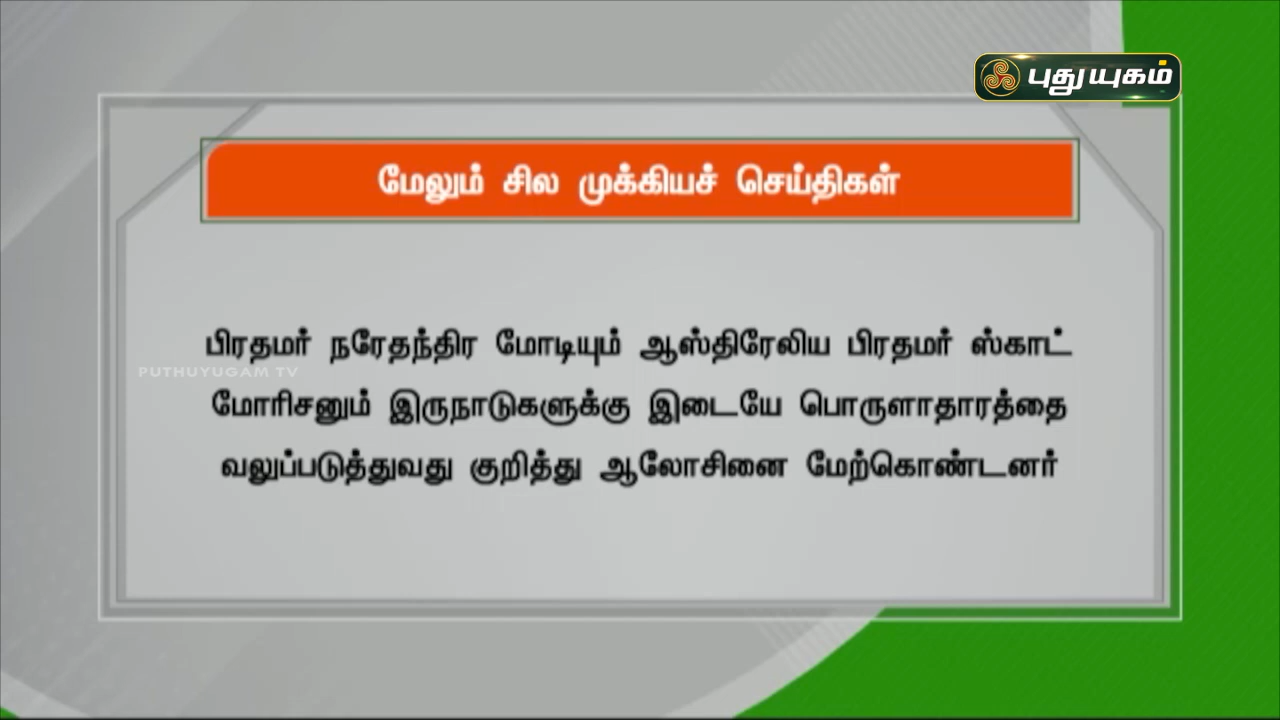 புதுயுகம்
மேலும் சில முக்கியச் செய்திகள்
பிரதமர் நரேதந்திர மோடியும் ஆஸ்திரேலிய பிரதமர் ஸ்காட்
PUTHUYUGAM TV
மோரிசனும் இருநாடுகளுக்கு இடையே பொருளாதாரத்தை
வலுப்படுத்துவது குறித்து ஆலோசினை மேற்கொண்டனர்